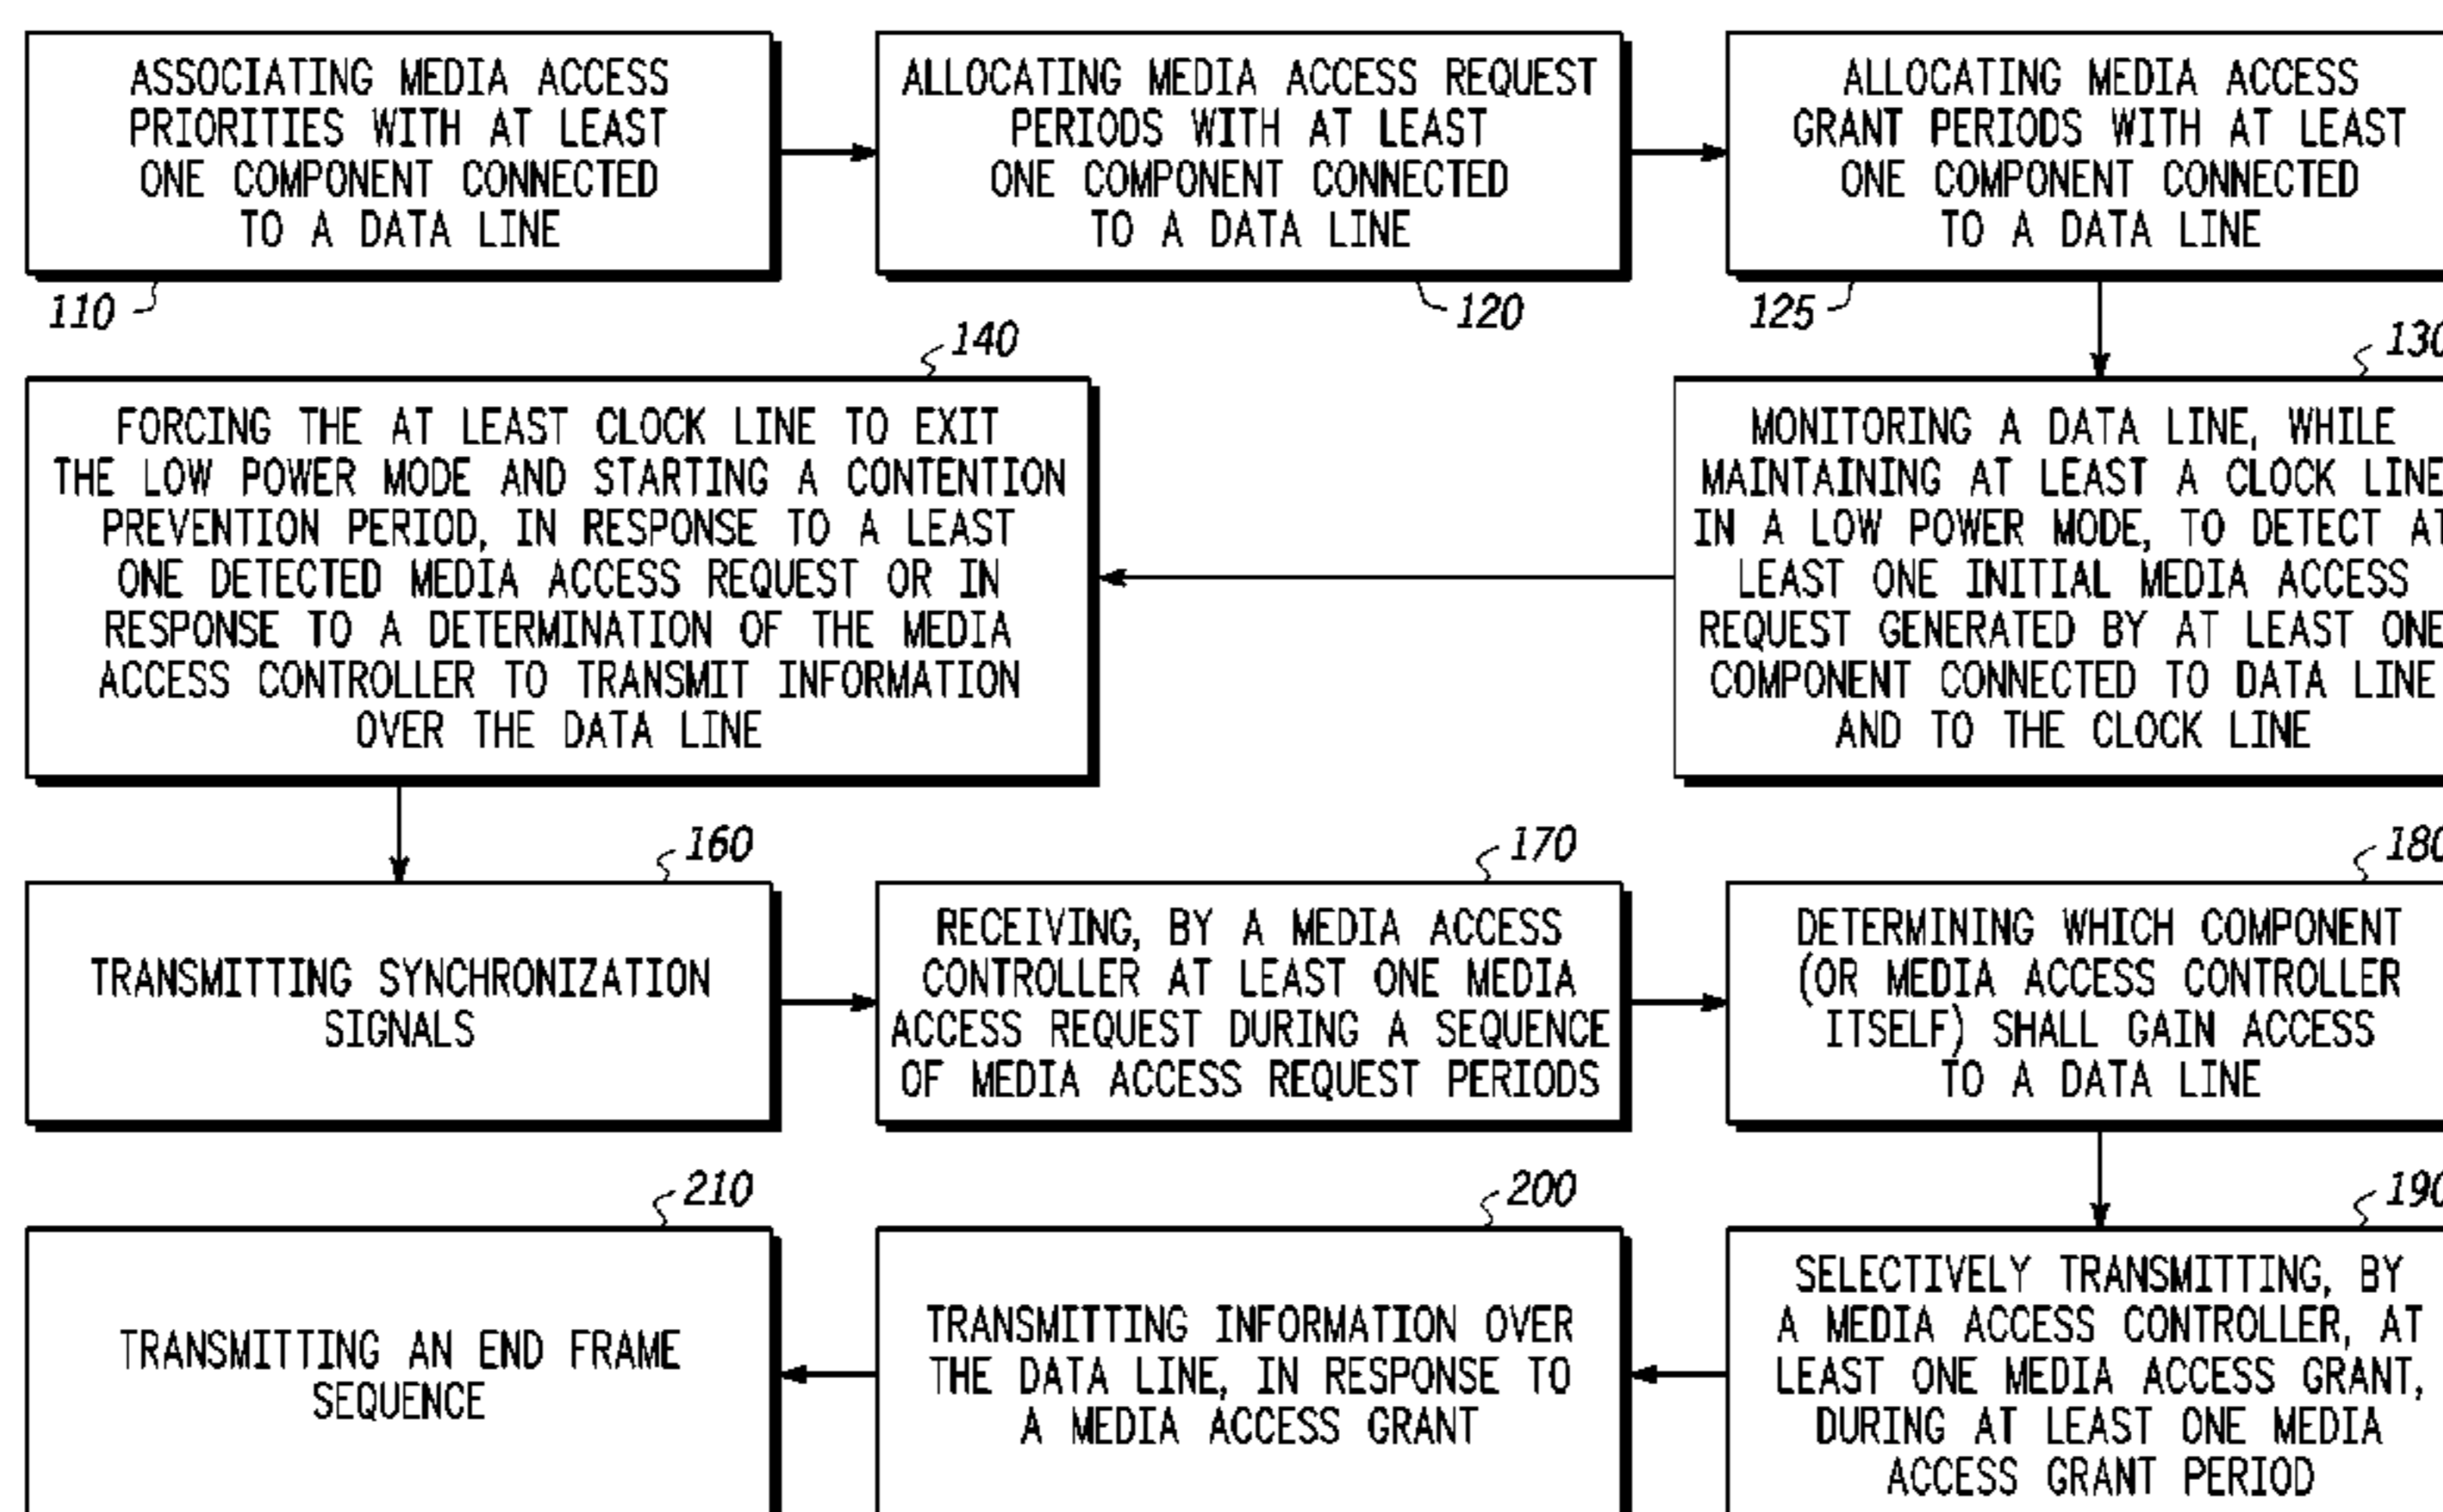 ASSOCIATING MEDIA ACCESS
PRIORITIES WITH AT LEAST
ONE COMPONENT CONNECTED
TO A DATA LINE
110
ALLOCATING MEDIA ACCESS REQUEST
PERIODS WITH AT LEAST
ONE COMPONENT CONNECTED
TO A DATA LINE
120
ALLOCATING MEDIA ACCESS
GRANT PERIODS WITH AT LEAST
ONE COMPONENT CONNECTED
TO A DATA LINE
125
130
MONITORING A DATA LINE, WHILE
MAINTAINING AT LEAST A CLOCK LINE
IN A LOW POWER MODE, TO DETECT AT
LEAST ONE INITIAL MEDIA ACCESS
REQUEST GENERATED BY AT LEAST ONE
COMPONENT CONNECTED TO DATA LINE
AND TO THE CLOCK LINE
140
FORCING THE AT LEAST CLOCK LINE TO EXIT
THE LOW POWER MODE AND STARTING A CONTENTION
PREVENTION PERIOD, IN RESPONSE TO A LEAST
ONE DETECTED MEDIA ACCESS REQUEST OR IN
RESPONSE TO A DETERMINATION OF THE MEDIA
ACCESS CONTROLLER TO TRANSMIT INFORMATION
OVER THE DATA LINE
160
TRANSMITTING SYNCHRONIZATION
SIGNALS
170
RECEIVING, BY A MEDIA ACCESS
CONTROLLER AT LEAST ONE MEDIA
ACCESS REQUEST DURING A SEQUENCE
OF MEDIA ACCESS REQUEST PERIODS
180
DETERMINING WHICH COMPONENT
(OR MEDIA ACCESS CONTROLLER
ITSELF) SHALL GAIN ACCESS
TO A DATA LINE
190
SELECTIVELY TRANSMITTING, BY
A MEDIA ACCESS CONTROLLER, AT
LEAST ONE MEDIA ACCESS GRANT,
DURING AT LEAST ONE MEDIA
ACCESS GRANT PERIOD
200
TRANSMITTING INFORMATION OVER
THE DATA LINE, IN RESPONSE TO
A MEDIA ACCESS GRANT
210
TRANSMITTING AN END FRAME
SEQUENCE